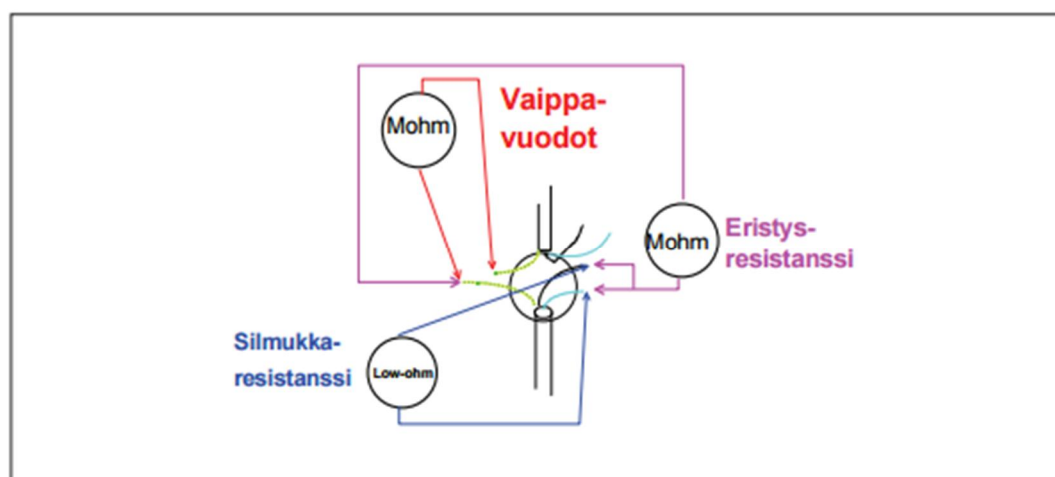 Vaippa-
vuodot
Mohm
Mohm
Eristys-
resistanssi
Silmukka-
resistanssi
Low-ohm